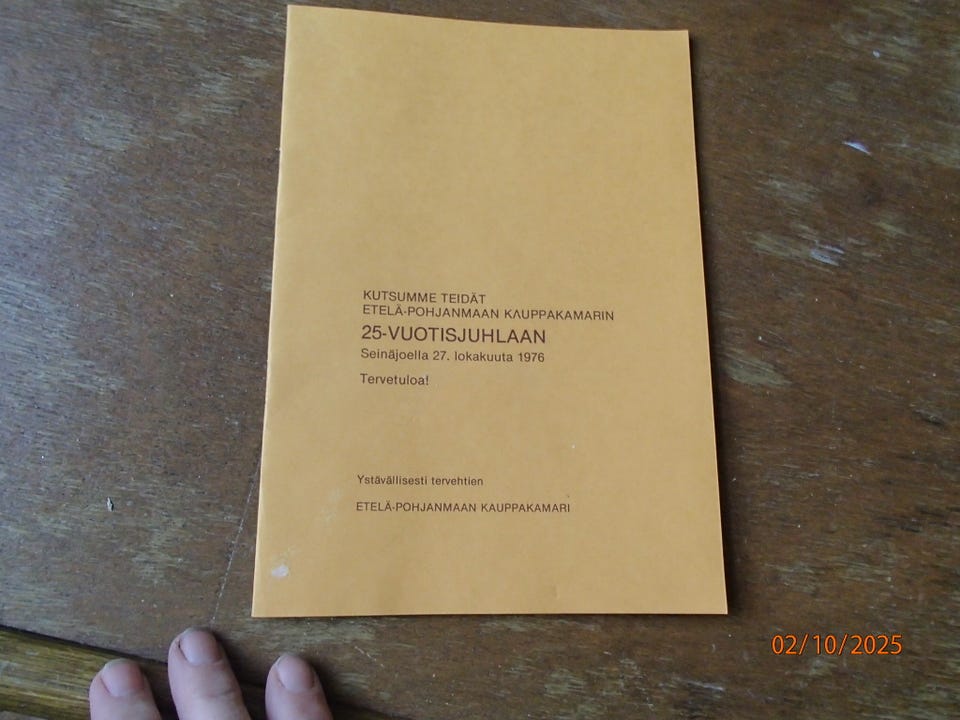 KUTSUMME TEIDÄT
ETELÄ-POHJANMAAN KAUPPAKAMARIN
25-VUOTISJUHLAAN
Seinäjoella 27. lokakuuta 1976
Tervetuloa!
Ystävällisesti tervehtien
ETELÄ-POHJANMAAN KAUPPAKAMARI
02/10/2025